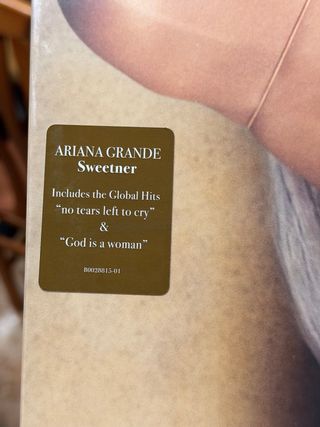 ARIANA GRANDE
Sweetner
Includes the Global Hits
“no tears left to cry”
&
“God is a woman”
B0028815-01